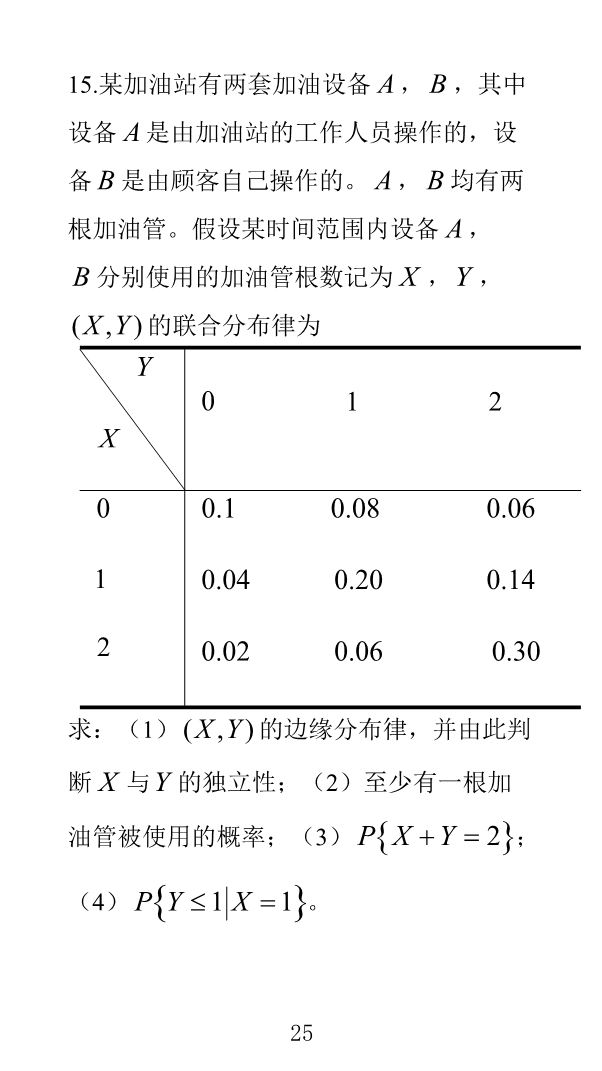 15.某加油站有两套加油设备 A ， B ，其中
设备 A 是由加油站的工作人员操作的，设
备 B 是由顾客自己操作的。 A ， B 均有两
根加油管。假设某时间范围内设备 A ，
B 分别使用的加油管根数记为 X ， Y ，
(X,Y) 的联合分布律为
Y
0 1 2
X
0 0.1 0.08 0.06
1 0.04 0.20 0.14
2 0.02 0.06 0.30
求：（1） (X,Y) 的边缘分布律，并由此判
断 X 与 Y 的独立性；（2）至少有一根加
油管被使用的概率；（3） P{X+Y=2}；
（4） P{Y≤1|X=1}。
25